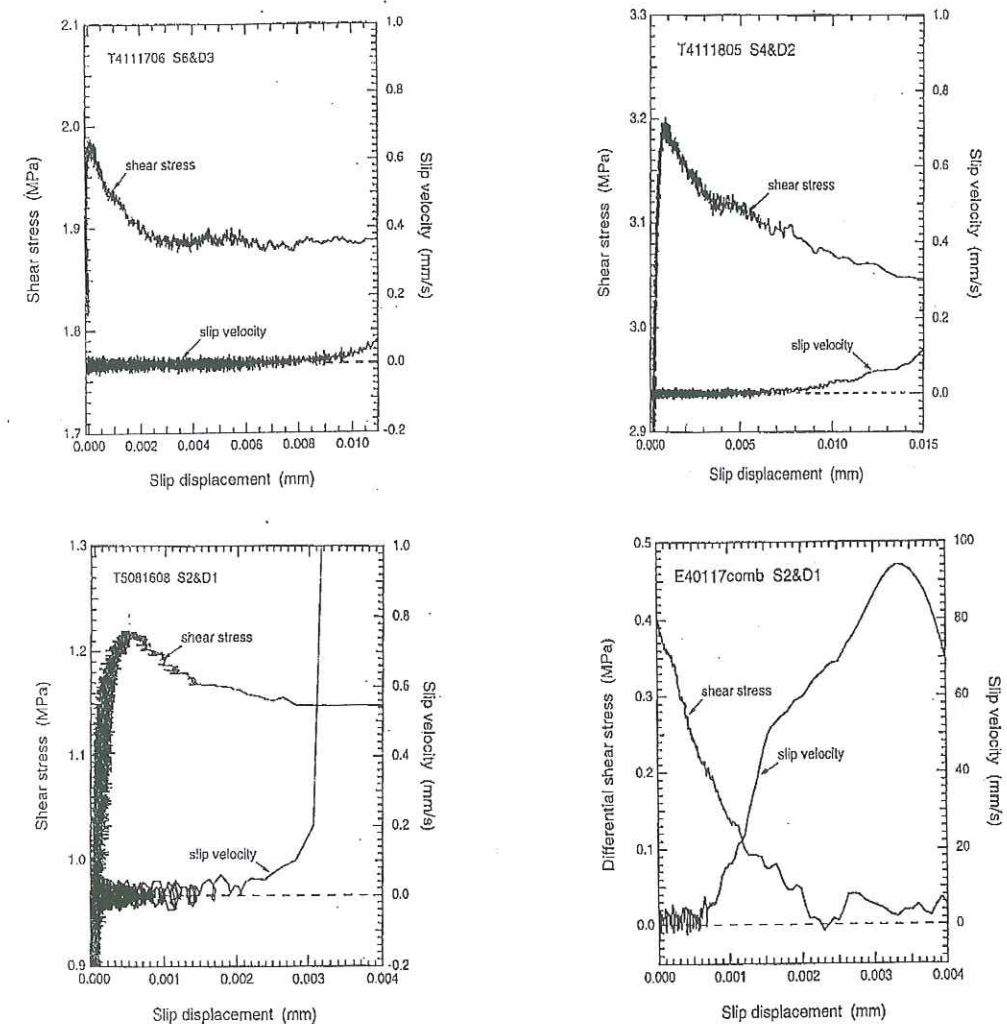 T4111706 S6&D3
shear stress
slip velocity
Shear stress (MPa)
2.1
2.0
1.9
1.8
1.7
Slip velocity (mm/s)
1.0
0.8
0.6
0.4
0.2
0.0
-0.2
0.000 0.002 0.004 0.006 0.008 0.010
Slip displacement (mm)
T4111805 S4&D2
shear stress
slip velocity
Shear stress (MPa)
3.3
3.2
3.1
3.0
2.9
Slip velocity (mm/s)
1.0
0.8
0.6
0.4
0.2
0.0
0.000 0.005 0.010 0.015
Slip displacement (mm)
T5081608 S2&D1
shear stress
slip velocity
Shear stress (MPa)
1.3
1.2
1.1
1.0
0.9
Slip velocity (mm/s)
1.0
0.8
0.6
0.4
0.2
0.0
-0.2
0.000 0.001 0.002 0.003 0.004
Slip displacement (mm)
E40117comb S2&D1
shear stress
slip velocity
Differential shear stress (MPa)
0.5
0.4
0.3
0.2
0.1
0.0
Slip velocity (mm/s)
100
80
60
40
20
0
0.000 0.001 0.002 0.003 0.004
Slip displacement (mm)